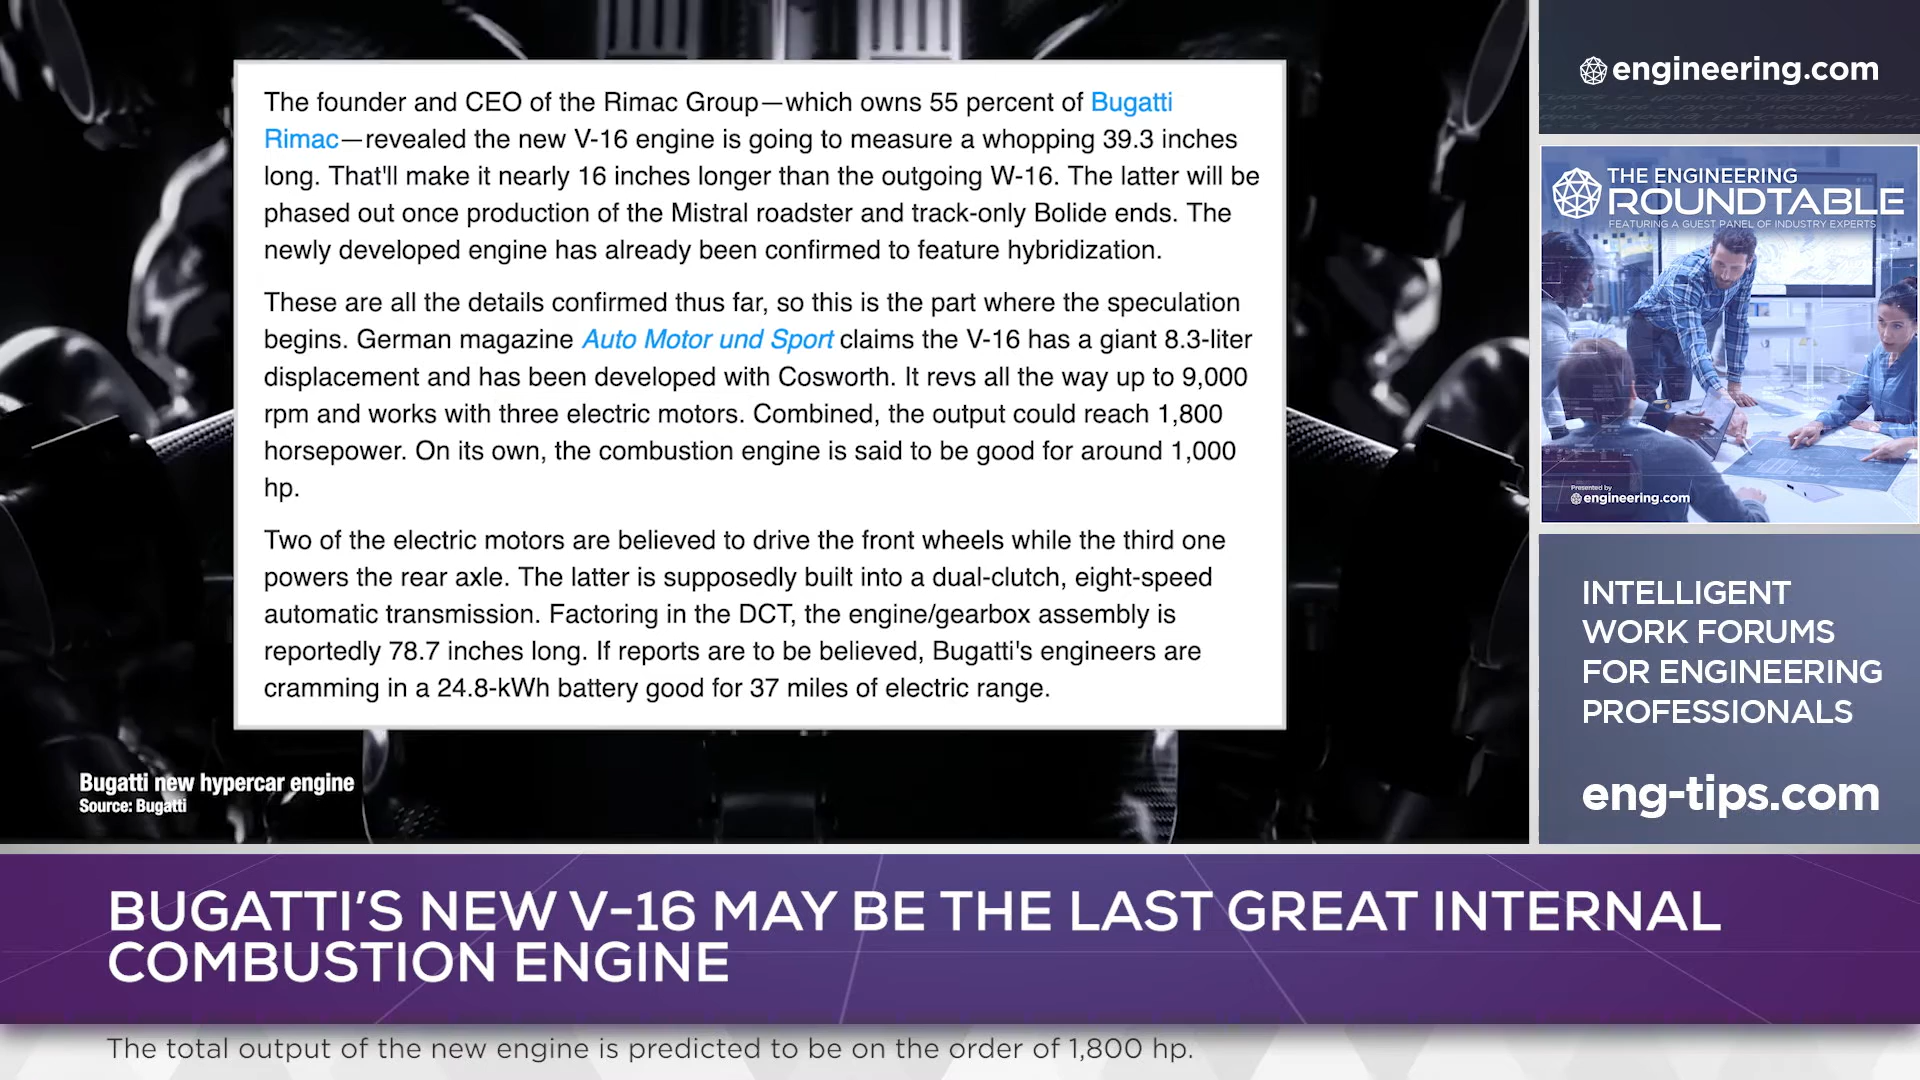 The founder and CEO of the Rimac Group—which owns 55 percent of Bugatti
Rimac—revealed the new V-16 engine is going to measure a whopping 39.3 inches
long. That'll make it nearly 16 inches longer than the outgoing W-16. The latter will be
phased out once production of the Mistral roadster and track-only Bolide ends. The
newly developed engine has already been confirmed to feature hybridization.
These are all the details confirmed thus far, so this is the part where the speculation
begins. German magazine Auto Motor und Sport claims the V-16 has a giant 8.3-liter
displacement and has been developed with Cosworth. It revs all the way up to 9,000
rpm and works with three electric motors. Combined, the output could reach 1,800
horsepower. On its own, the combustion engine is said to be good for around 1,000
hp.
Two of the electric motors are believed to drive the front wheels while the third one
powers the rear axle. The latter is supposedly built into a dual-clutch, eight-speed
automatic transmission. Factoring in the DCT, the engine/gearbox assembly is
reportedly 78.7 inches long. If reports are to be believed, Bugatti's engineers are
cramming in a 24.8-kWh battery good for 37 miles of electric range.
Bugatti new hypercar engine
Source: Bugatti
engineering.com
THE ENGINEERING
ROUNDTABLE
FEATURING A GUEST PANEL OF INDUSTRY EXPERTS
Presented by
engineering.com
INTELLIGENT
WORK FORUMS
FOR ENGINEERING
PROFESSIONALS
eng-tips.com
BUGATTI'S NEW V-16 MAY BE THE LAST GREAT INTERNAL
COMBUSTION ENGINE
The total output of the new engine is predicted to be on the order of 1,800 hp.